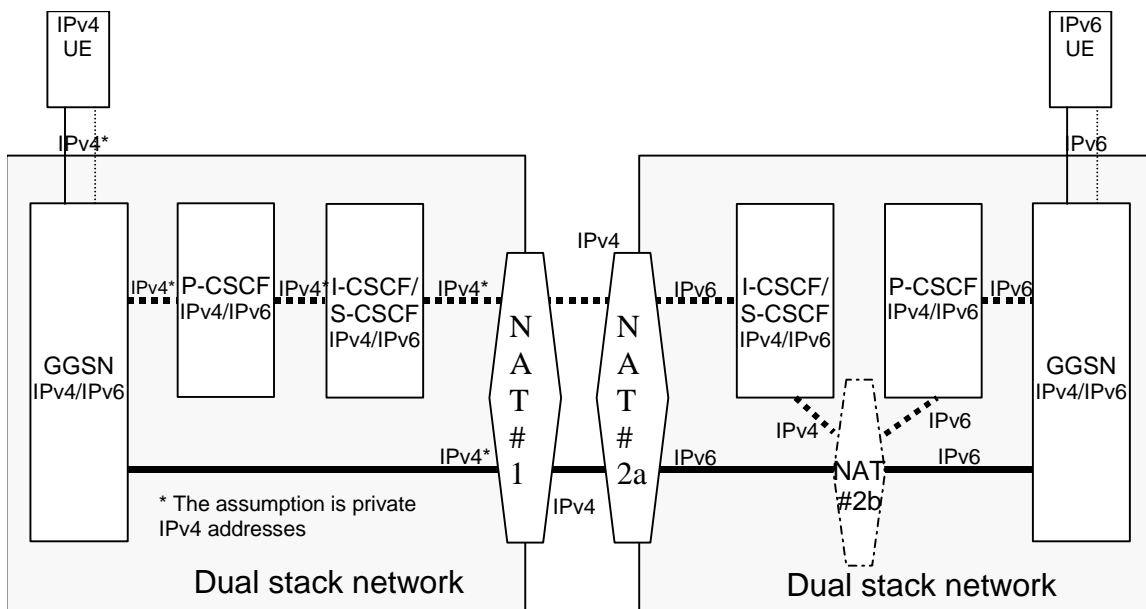 IPv4
UE
IPv6
UE
IPv4*
IPv6
IPv4
IPv4*
P-CSCF
IPv4/IPv6
IPv4*
I-CSCF/
S-CSCF
IPv4/IPv6
IPv4*
N
A
T
#
1
N
A
T
#
2a
IPv6
I-CSCF/
S-CSCF
IPv4/IPv6
P-CSCF
IPv4/IPv6
IPv6
GGSN
IPv4/IPv6
GGSN
IPv4/IPv6
IPv4
IPv6
IPv4*
IPv4
IPv6
NAT
#2b
IPv6
* The assumption is private
IPv4 addresses
Dual stack network
Dual stack network